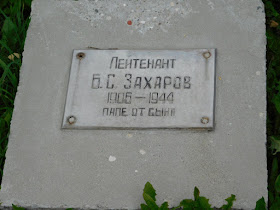 Лейтенант
Б. С. Захаров
1906 — 1944
папе от сына